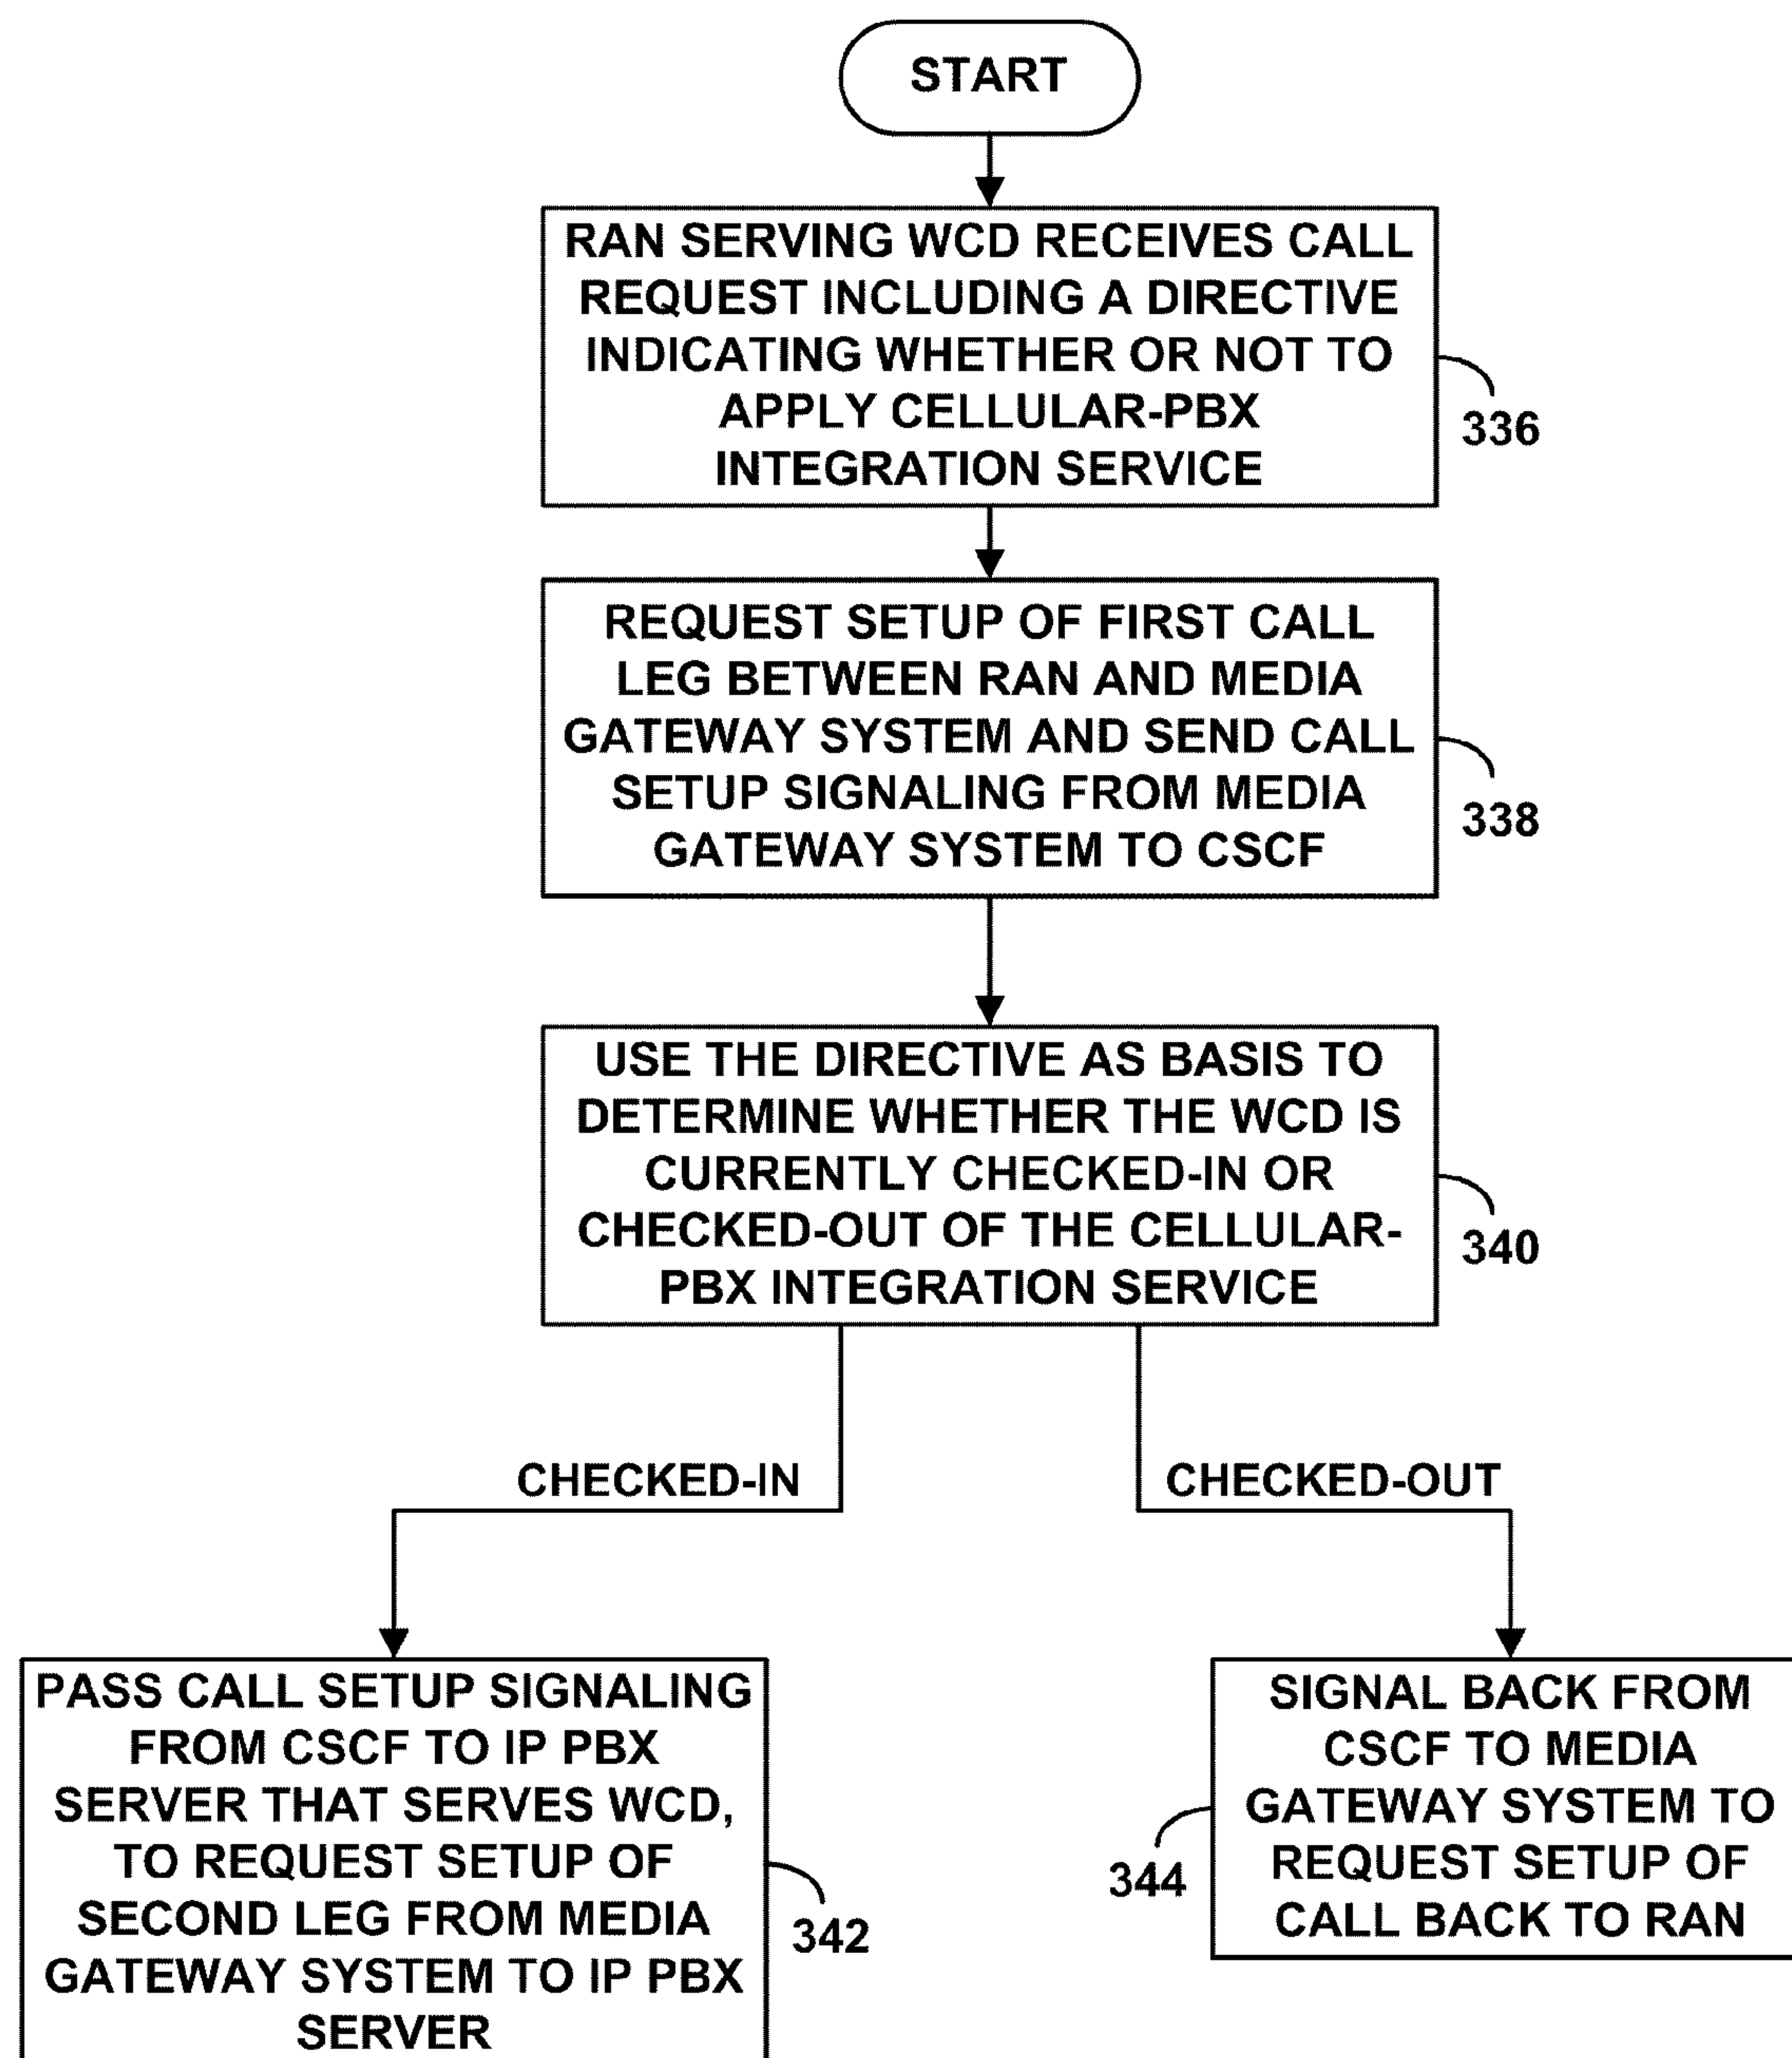 START
RAN SERVING WCD RECEIVES CALL
REQUEST INCLUDING A DIRECTIVE
INDICATING WHETHER OR NOT TO
APPLY CELLULAR-PBX
INTEGRATION SERVICE
336
REQUEST SETUP OF FIRST CALL
LEG BETWEEN RAN AND MEDIA
GATEWAY SYSTEM AND SEND CALL
SETUP SIGNALING FROM MEDIA
GATEWAY SYSTEM TO CSCF
338
USE THE DIRECTIVE AS BASIS TO
DETERMINE WHETHER THE WCD IS
CURRENTLY CHECKED-IN OR
CHECKED-OUT OF THE CELLULAR-
PBX INTEGRATION SERVICE
340
CHECKED-IN
CHECKED-OUT
PASS CALL SETUP SIGNALING
FROM CSCF TO IP PBX
SERVER THAT SERVES WCD,
TO REQUEST SETUP OF
SECOND LEG FROM MEDIA
GATEWAY SYSTEM TO IP PBX
SERVER
342
SIGNAL BACK FROM
CSCF TO MEDIA
GATEWAY SYSTEM TO
REQUEST SETUP OF
CALL BACK TO RAN
344